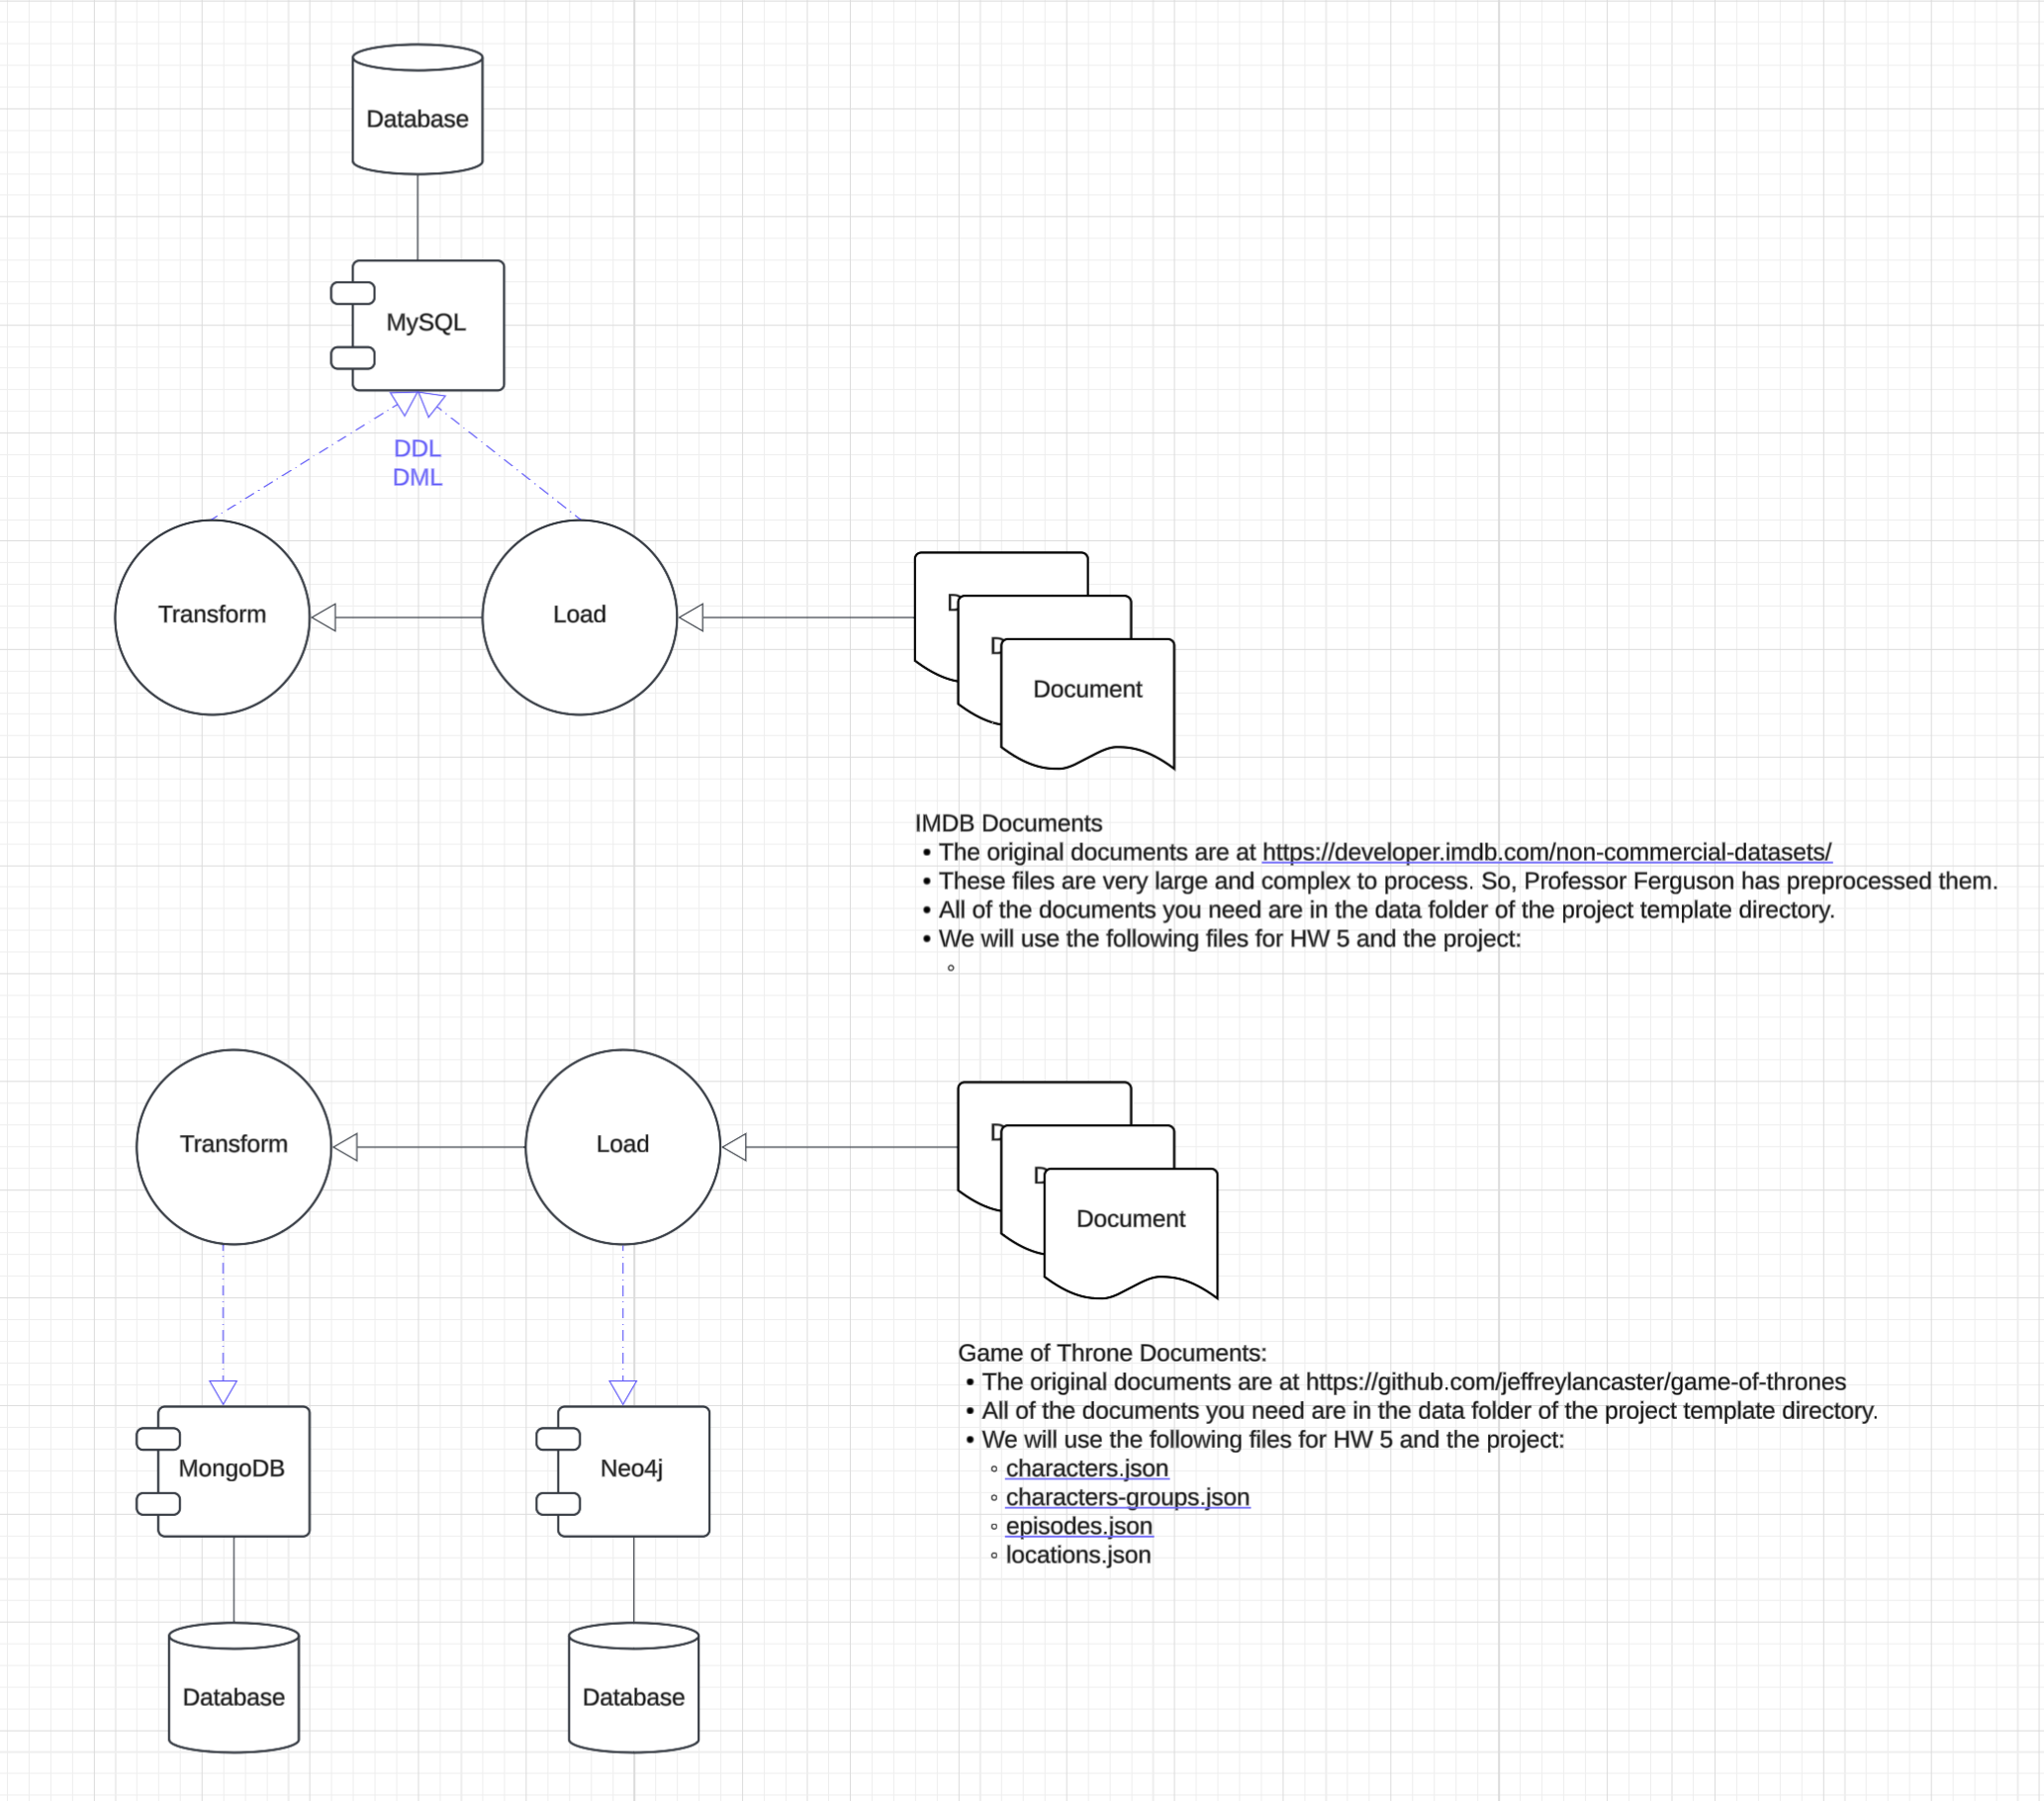 Database
MySQL
DDL
DML
Transform
Load
D
D
Document
IMDB Documents
• The original documents are at https://developer.imdb.com/non-commercial-datasets/
• These files are very large and complex to process. So, Professor Ferguson has preprocessed them.
• All of the documents you need are in the data folder of the project template directory.
• We will use the following files for HW 5 and the project:
◦
Transform
Load
D
D
Document
Game of Throne Documents:
• The original documents are at https://github.com/jeffreylancaster/game-of-thrones
• All of the documents you need are in the data folder of the project template directory.
• We will use the following files for HW 5 and the project:
◦ characters.json
◦ characters-groups.json
◦ episodes.json
◦ locations.json
MongoDB
Neo4j
Database
Database